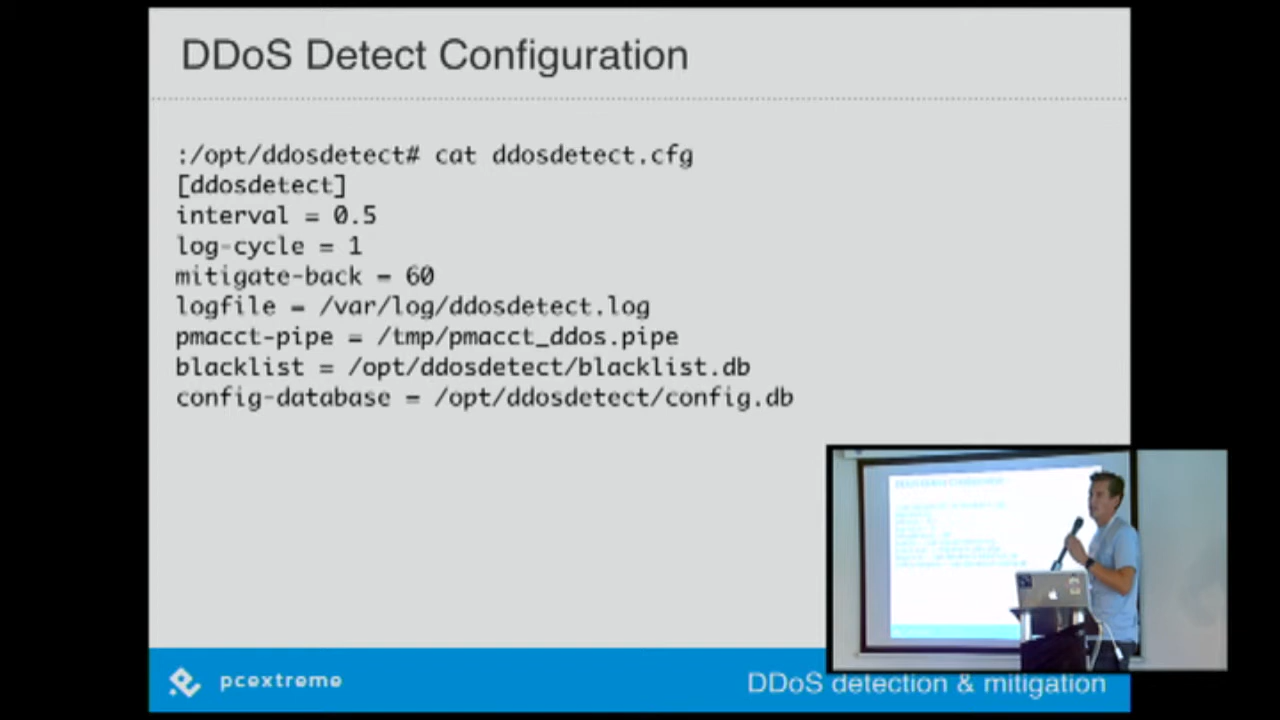 DDoS Detect Configuration
:/opt/ddosdetect# cat ddosdetect.cfg
[ddosdetect]
interval = 0.5
log-cycle = 1
mitigate-back = 60
logfile = /var/log/ddosdetect.log
pmacct-pipe = /tmp/pmacct_ddos.pipe
blacklist = /opt/ddosdetect/blacklist.db
config-database = /opt/ddosdetect/config.db
pcextreme
DDoS detection & mitigation